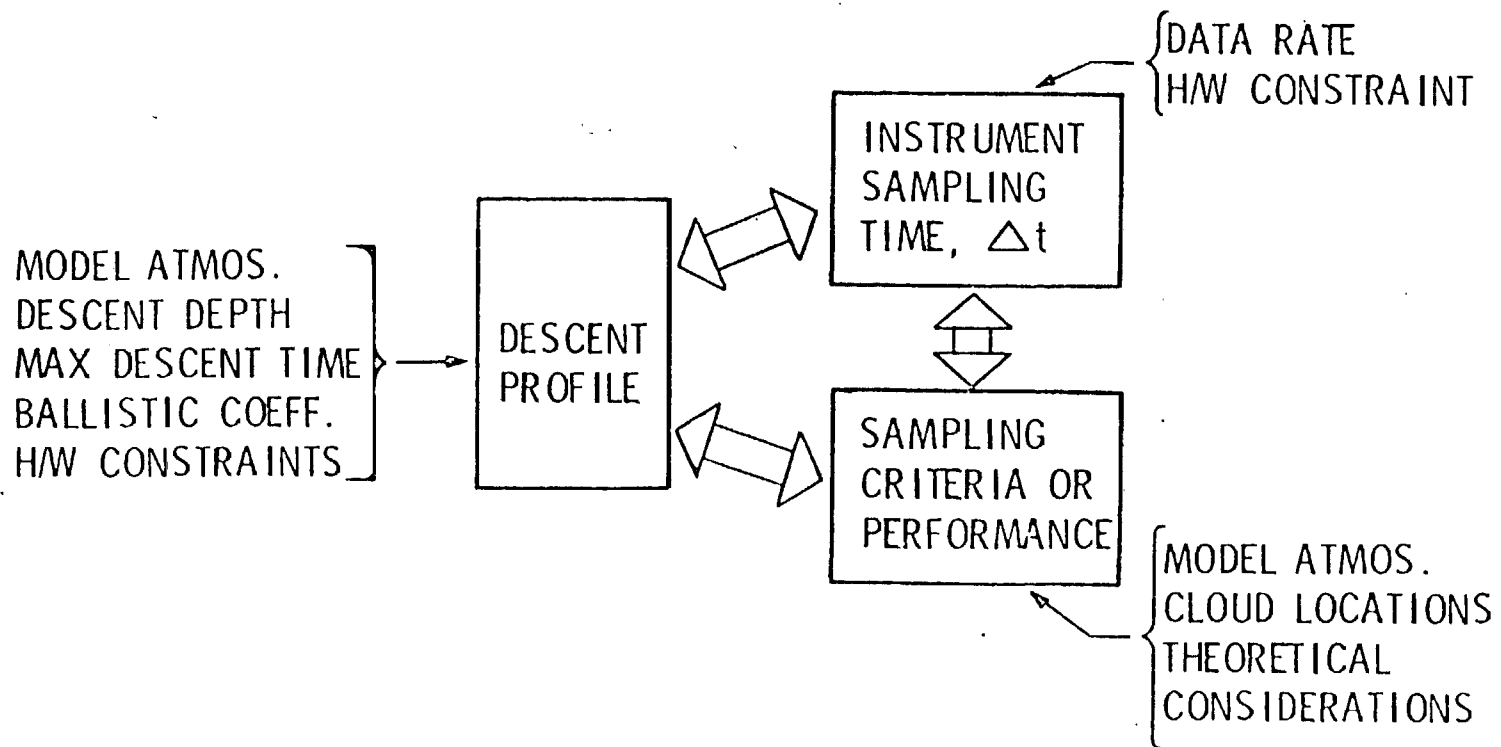 DATA RATE
H/W CONSTRAINT
INSTRUMENT
SAMPLING
TIME, Δt
MODEL ATMOS.
DESCENT DEPTH
MAX DESCENT TIME
BALLISTIC COEFF.
H/W CONSTRAINTS
DESCENT
PROFILE
SAMPLING
CRITERIA OR
PERFORMANCE
MODEL ATMOS.
CLOUD LOCATIONS
THEORETICAL
CONSIDERATIONS